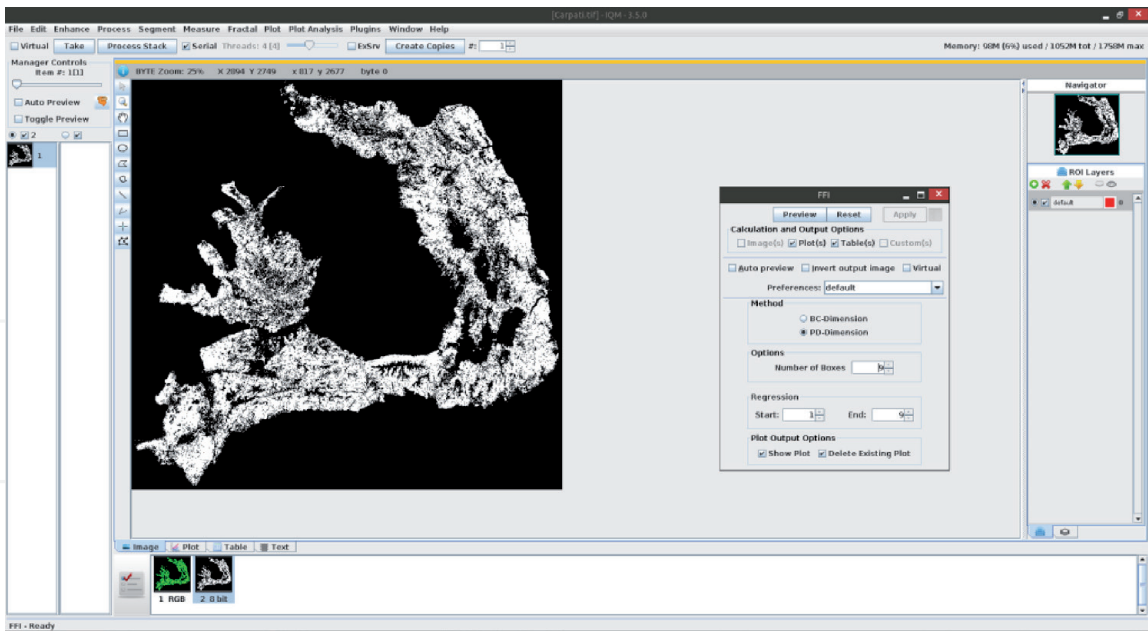 [Carpati.tif] - IQM - 3.5.0
File Edit Enhance Process Segment Measure Fractal Plot Plot Analysis Plugins Window Help
Virtual Take Process Stack Serial Threads: 4 [4] ExSrv Create Copies #: 1 Memory: 98M (6%) used / 1052M tot / 1758M max
Manager Controls
Item #: 1[1]
Auto Preview
Toggle Preview
2
1
BYTE Zoom: 25% X 2894 Y 2749 x 817 y 2677 byte 0
Navigator
ROI Layers
default 0
FFI
Preview Reset Apply
Calculation and Output Options
Image(s) Plot(s) Table(s) Custom(s)
Auto preview Invert output image Virtual
Preferences: default
Method
BC-Dimension
PD-Dimension
Options
Number of Boxes 9
Regression
Start: 1 End: 9
Plot Output Options
Show Plot Delete Existing Plot
Image Plot Table Text
1 RGB 2 8 bit
FFI - Ready